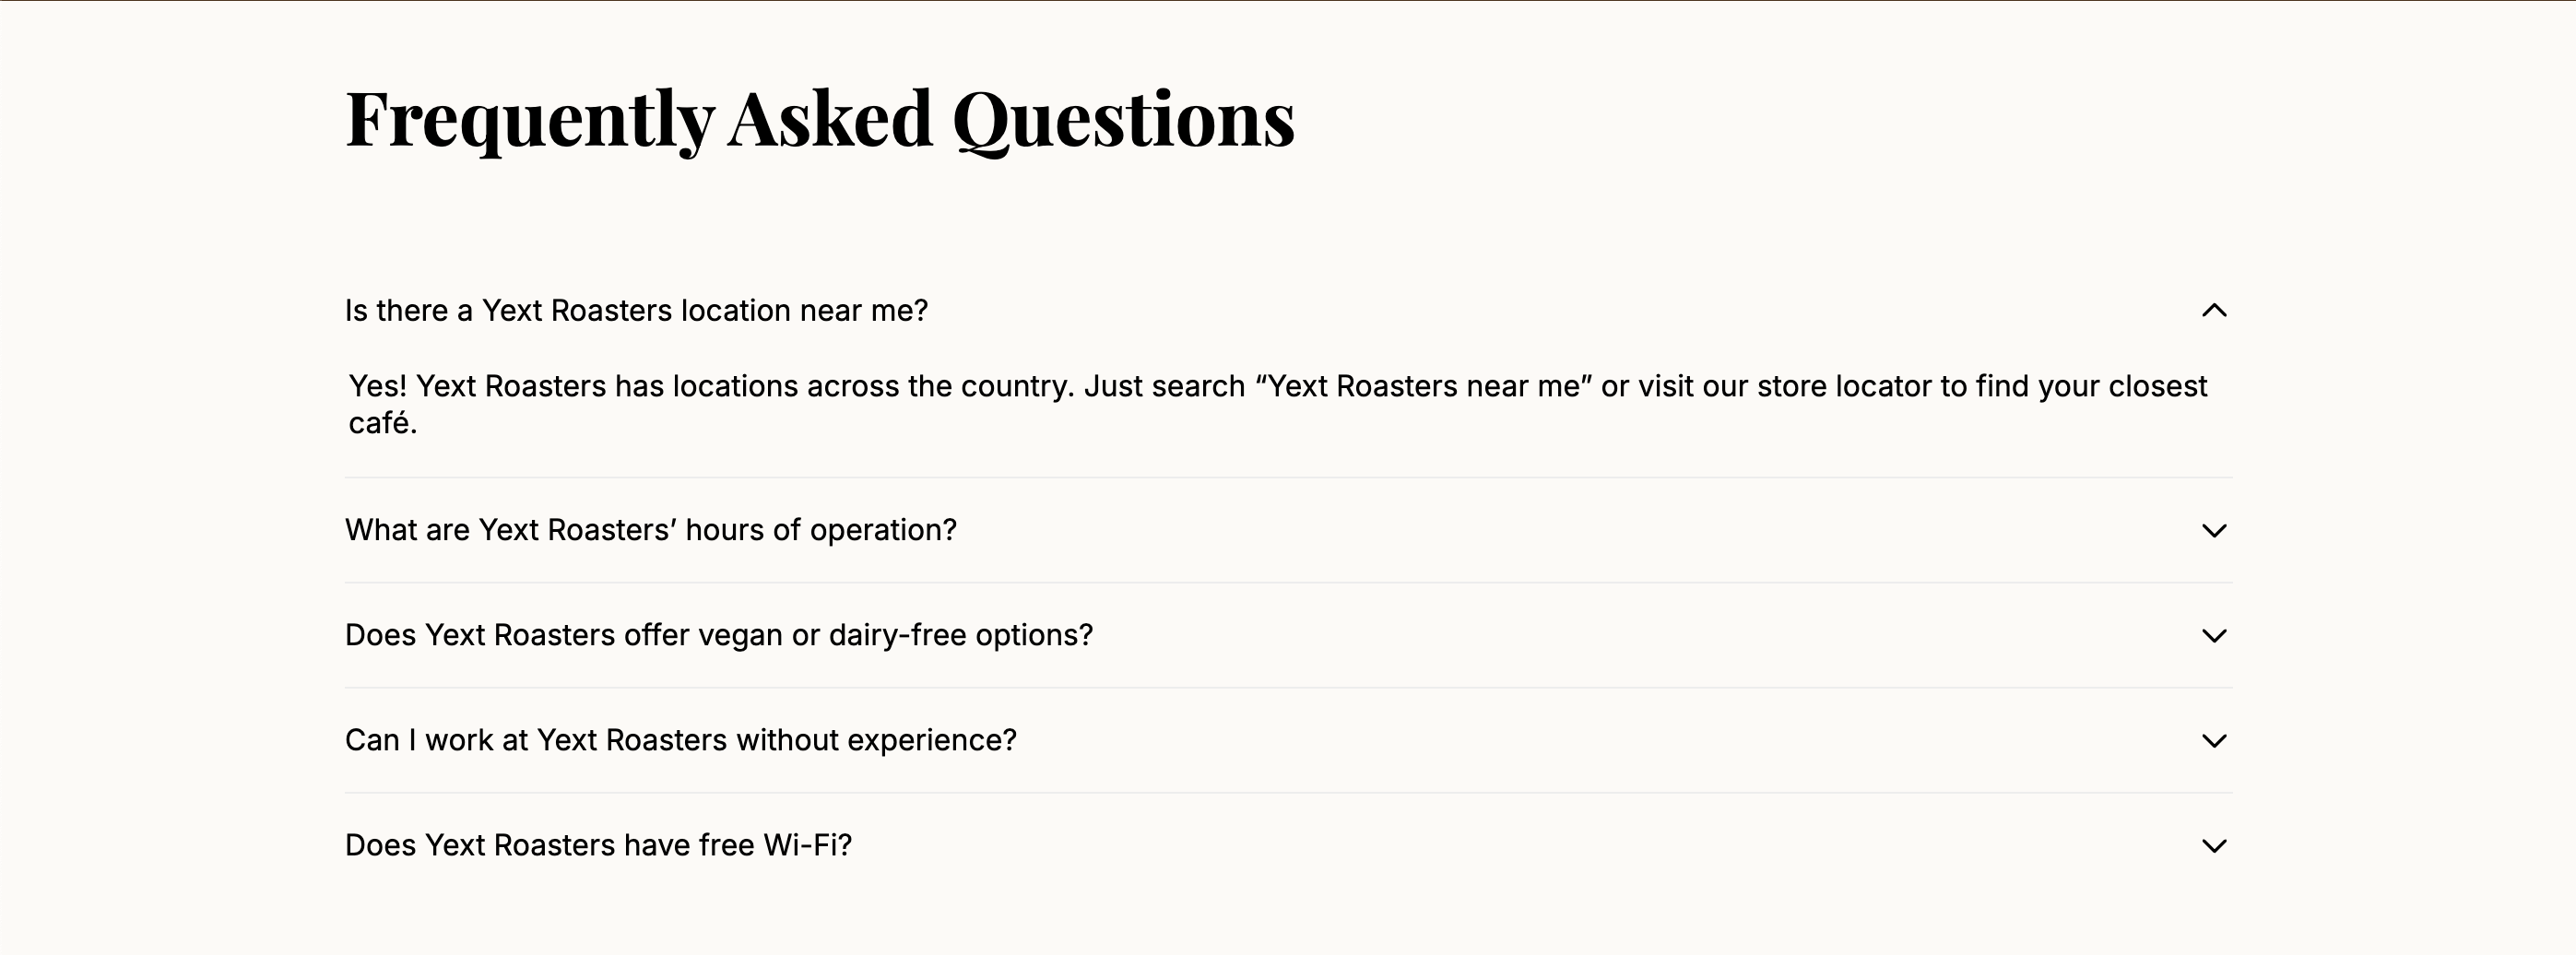 Frequently Asked Questions
Is there a Yext Roasters location near me?
Yes! Yext Roasters has locations across the country. Just search “Yext Roasters near me” or visit our store locator to find your closest
café.
What are Yext Roasters’ hours of operation?
Does Yext Roasters offer vegan or dairy-free options?
Can I work at Yext Roasters without experience?
Does Yext Roasters have free Wi-Fi?